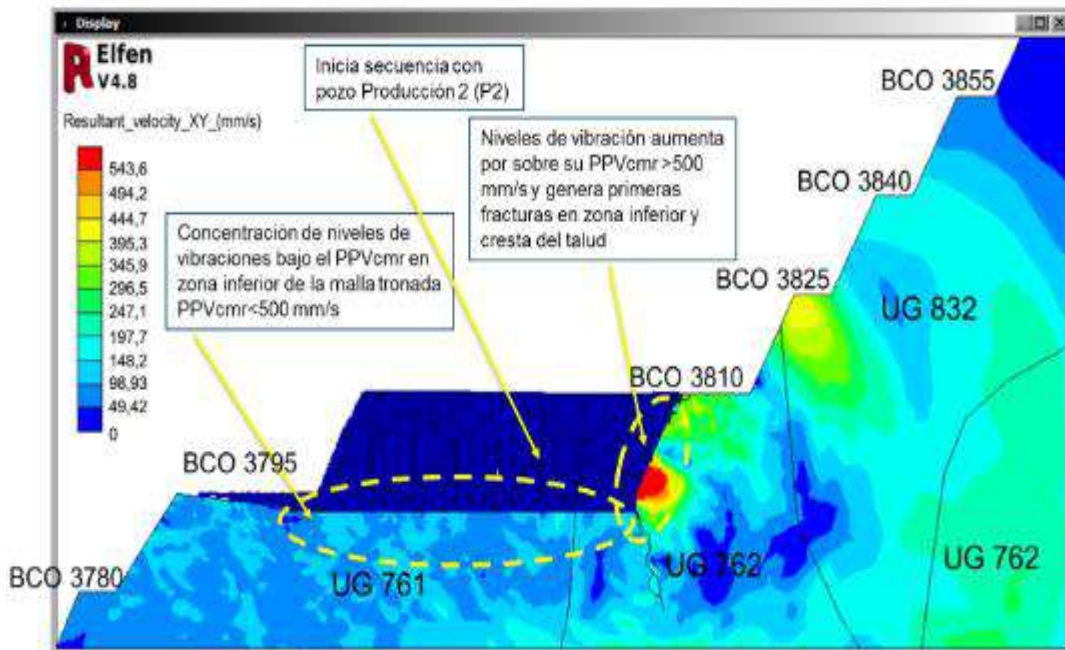 Display
R Elfen
V4.8
Resultant_velocity_XY_(mm/s)
543,6
494,2
444,7
395,3
345,9
296,5
247,1
197,7
148,2
98,93
49,42
0
Inicia secuencia con
pozo Producción 2 (P2)
Niveles de vibración aumenta
por sobre su PPVcmr >500
mm/s y genera primeras
fracturas en zona inferior y
cresta del talud
Concentración de niveles de
vibraciones bajo el PPVcmr en
zona inferior de la malla tronada
PPVcmr<500 mm/s
BCO 3855
BCO 3840
BCO 3825
UG 832
BCO 3810
BCO 3795
BCO 3780
UG 761
UG 762
UG 762